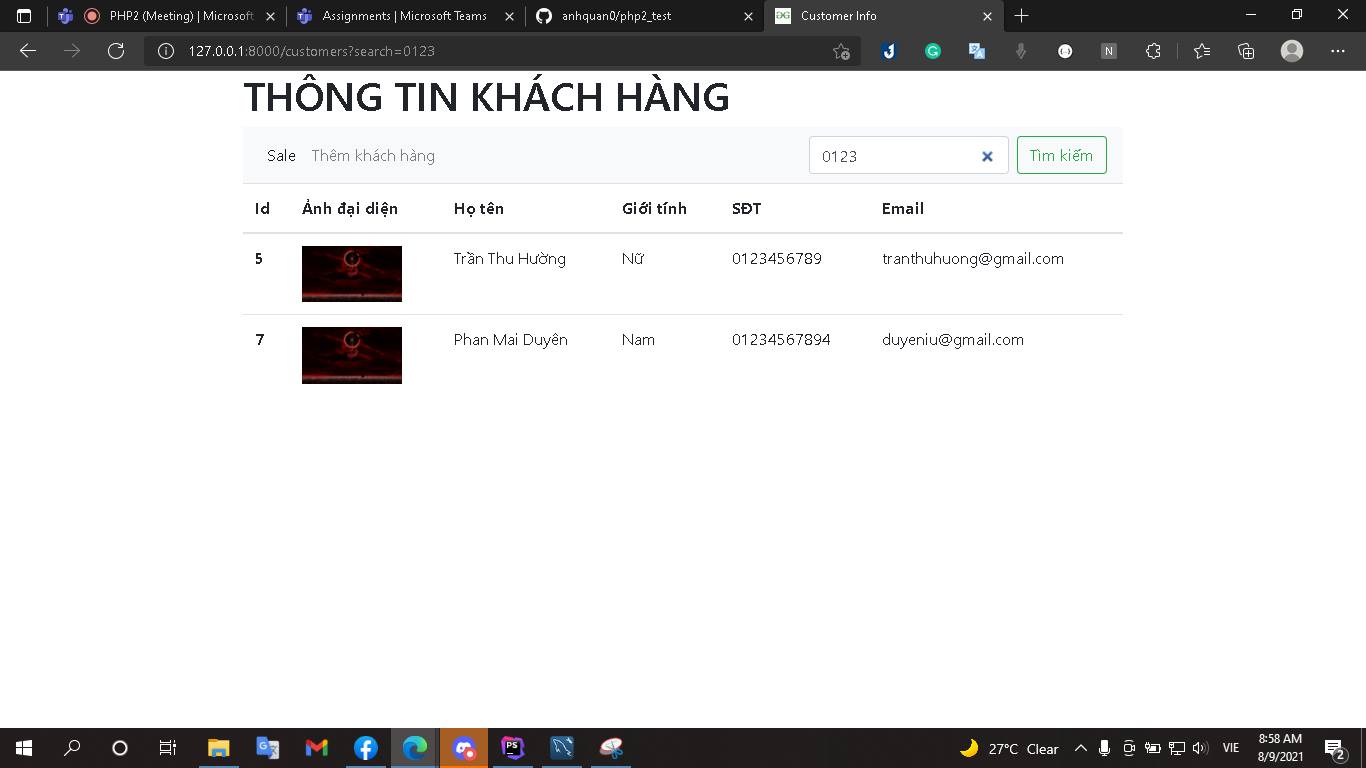 PHP2 (Meeting) | Microsoft
Assignments | Microsoft Teams
anhquan0/php2_test
Customer Info
127.0.0.1:8000/customers?search=0123
THÔNG TIN KHÁCH HÀNG
Sale Thêm khách hàng 0123 Tìm kiếm
Id Ảnh đại diện Họ tên Giới tính SĐT Email
5 Trần Thu Hường Nữ 0123456789 tranthuhuong@gmail.com
7 Phan Mai Duyên Nam 01234567894 duyeniu@gmail.com
27°C Clear VIE 8:58 AM
8/9/2021 2